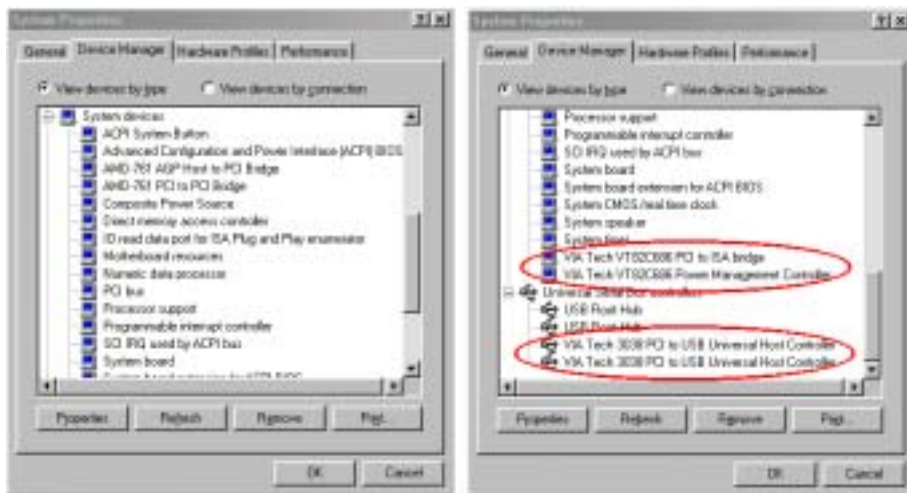 System Properties
General Device Manager Hardware Profiles Performance
View devices by type View devices by connection
System devices
ACPI System Button
Advanced Configuration and Power Interface (ACPI) BIOS
AMD-761 AGP Host to PCI Bridge
AMD-761 PCI to PCI Bridge
Composite Power Source
Direct memory access controller
IO read data port for ISA Plug and Play enumerator
Motherboard resources
Numeric data processor
PCI bus
Processor support
Programmable interrupt controller
SCI IRQ used by ACPI bus
System board
System board extension for ACPI BIOS
Properties Refresh Remove Print...
OK Cancel
System Properties
General Device Manager Hardware Profiles Performance
View devices by type View devices by connection
Processor support
Programmable interrupt controller
SCI IRQ used by ACPI bus
System board
System board extension for ACPI BIOS
System CMOS/real time clock
System speaker
System timer
VIA Tech VT82C686 PCI to ISA bridge
VIA Tech VT82C686 Power Management Controller
Universal Serial Bus controllers
USB Root Hub
USB Root Hub
VIA Tech 3038 PCI to USB Universal Host Controller
VIA Tech 3038 PCI to USB Universal Host Controller
Properties Refresh Remove Print...
OK Cancel